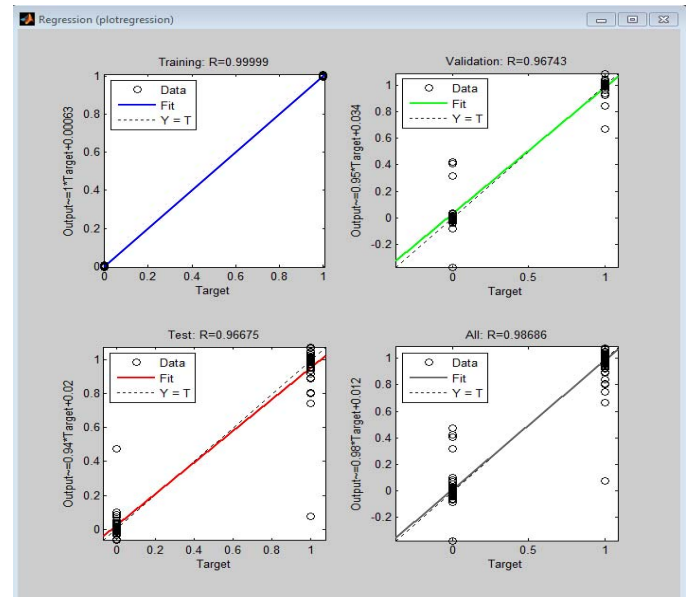 Regression (plotregression)
Training: R=0.99999
Output~=1*Target+0.00063
1
0.8
0.6
0.4
0.2
0
Data
Fit
Y = T
0 0.2 0.4 0.6 0.8 1
Target
Validation: R=0.96743
Output~=0.95*Target+0.034
1
0.8
0.6
0.4
0.2
0
-0.2
Data
Fit
Y = T
0 0.5 1
Target
Test: R=0.96675
Output~=0.94*Target+0.02
1
0.8
0.6
0.4
0.2
0
Data
Fit
Y = T
0 0.2 0.4 0.6 0.8 1
Target
All: R=0.98686
Output~=0.98*Target+0.012
1
0.8
0.6
0.4
0.2
0
-0.2
Data
Fit
Y = T
0 0.5 1
Target